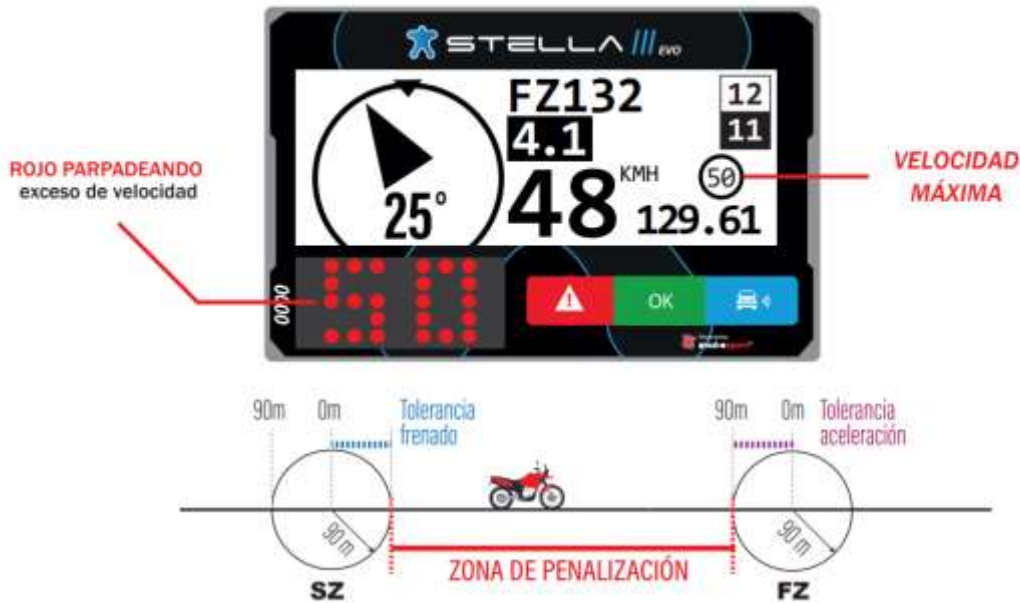 STELLA III EVO
FZ132
4.1
12
11
25°
48 KMH
50
129.61
ROJO PARPADEANDO
exceso de velocidad
VELOCIDAD
MÁXIMA
0000
50
OK
90m
0m
Tolerancia
frenado
90m
0m
Tolerancia
aceleración
90 m
90 m
ZONA DE PENALIZACIÓN
SZ
FZ